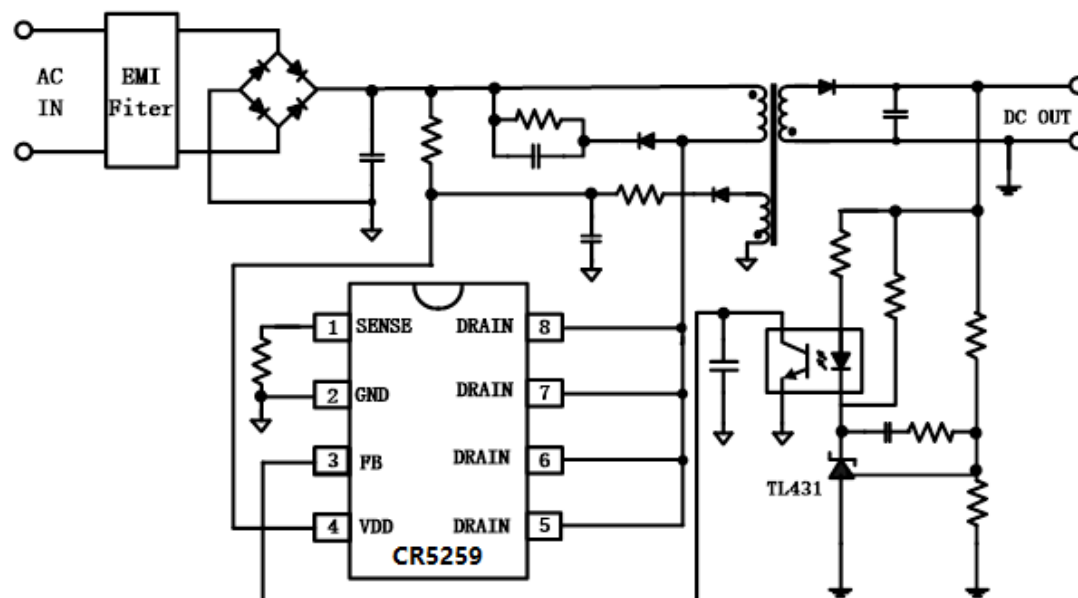 AC
IN
EMI
Fiter
DC OUT
1
SENSE
DRAIN
8
2
GND
DRAIN
7
3
FB
DRAIN
6
4
VDD
DRAIN
5
CR5259
TL431